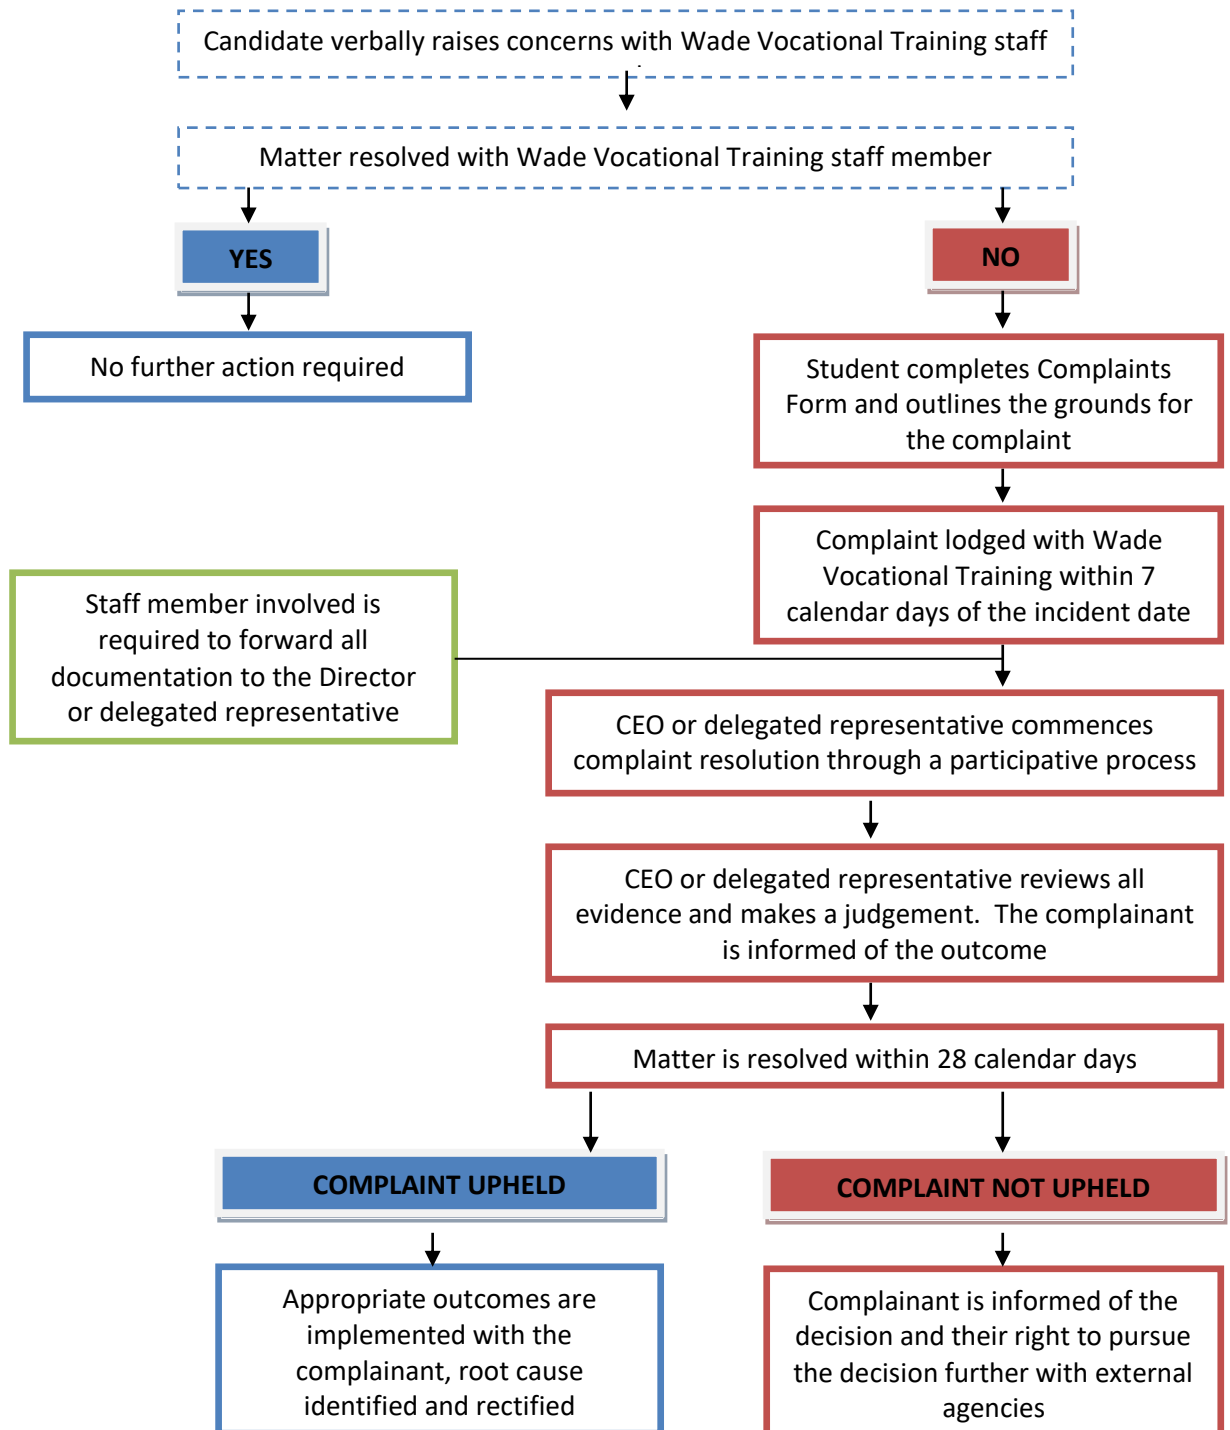 Candidate verbally raises concerns with Wade Vocational Training staff
Matter resolved with Wade Vocational Training staff member
YES
NO
No further action required
Student completes Complaints
Form and outlines the grounds for
the complaint
Complaint lodged with Wade
Vocational Training within 7
calendar days of the incident date
Staff member involved is
required to forward all
documentation to the Director
or delegated representative
CEO or delegated representative commences
complaint resolution through a participative process
CEO or delegated representative reviews all
evidence and makes a judgement.  The complainant
is informed of the outcome
Matter is resolved within 28 calendar days
COMPLAINT UPHELD
COMPLAINT NOT UPHELD
Appropriate outcomes are
implemented with the
complainant, root cause
identified and rectified
Complainant is informed of the
decision and their right to pursue
the decision further with external
agencies